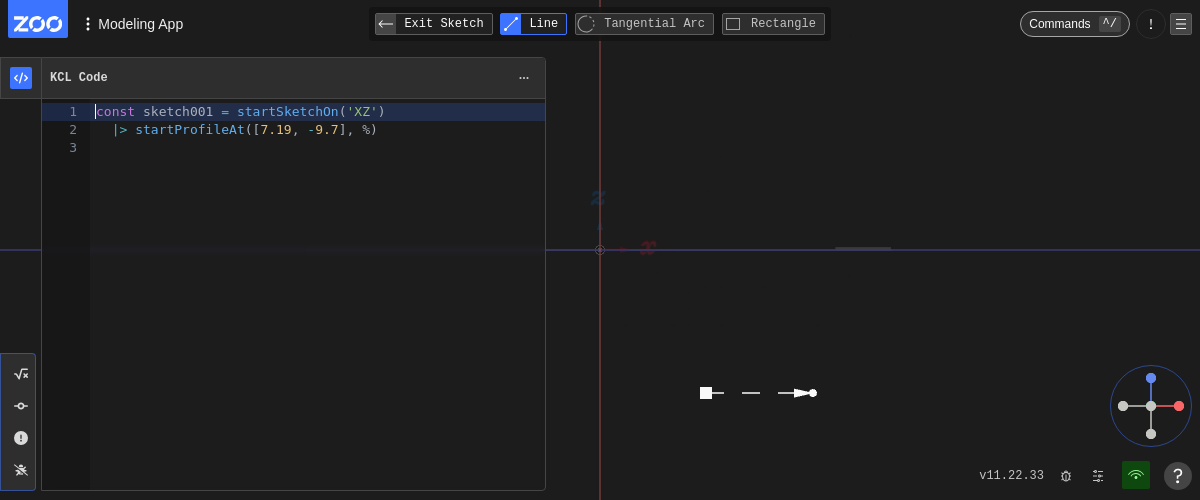 ZOO
Modeling App
Exit Sketch
Line
Tangential Arc
Rectangle
Commands ^/
!
KCL Code
1 const sketch001 = startSketchOn('XZ')
2 |> startProfileAt([7.19, -9.7], %)
3
z
x
v11.22.33
?